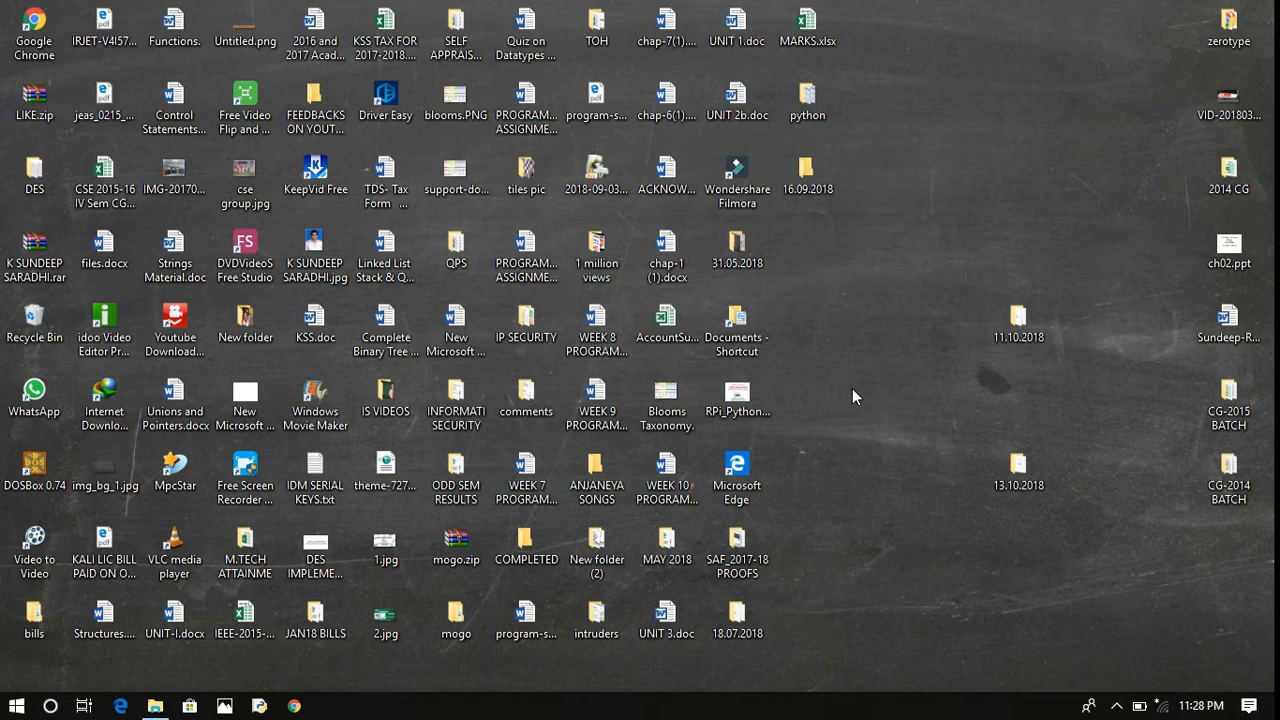 Google
Chrome
IRJET-V4I57...
Functions.
Untitled.png
2016 and
2017 Acad...
KSS TAX FOR
2017-2018....
SELF
APPRAIS...
Quiz on
Datatypes ...
TOH
chap-7(1)....
UNIT 1.doc
MARKS.xlsx
zerotype
LIKE.zip
jeas_0215_...
Control
Statements...
Free Video
Flip and ...
FEEDBACKS
ON YOUT...
Driver Easy
blooms.PNG
PROGRAM...
ASSIGNME...
program-s...
chap-6(1)....
UNIT 2b.doc
python
VID-201803...
DES
CSE 2015-16
IV Sem CG...
IMG-20170...
cse
group.jpg
KeepVid Free
TDS- Tax
Form ...
support-do...
tiles pic
2018-09-03...
ACKNOW...
Wondershare
Filmora
16.09.2018
2014 CG
K SUNDEEP
SARADHI.rar
files.docx
Strings
Material.doc
FS
DVDVideoS
Free Studio
K SUNDEEP
SARADHI.jpg
Linked List
Stack & Q...
QPS
PROGRAM...
ASSIGNME...
1 million
views
chap-1
(1).docx
31.05.2018
ch02.ppt
Recycle Bin
idoo Video
Editor Pr...
Youtube
Download...
New folder
KSS.doc
Complete
Binary Tree ...
New
Microsoft ...
IP SECURITY
WEEK 8
PROGRAM...
AccountSu...
Documents -
Shortcut
11.10.2018
Sundeep-R...
WhatsApp
Internet
Downlo...
Unions and
Pointers.docx
New
Microsoft ...
Windows
Movie Maker
IS VIDEOS
INFORMATI
SECURITY
comments
WEEK 9
PROGRAM...
Blooms
Taxonomy.
RPi_Python...
CG-2015
BATCH
DOSBox 0.74
img_bg_1.jpg
MpcStar
Free Screen
Recorder ...
IDM SERIAL
KEYS.txt
theme-727...
ODD SEM
RESULTS
WEEK 7
PROGRAM...
ANJANEYA
SONGS
WEEK 10
PROGRAM...
Microsoft
Edge
13.10.2018
CG-2014
BATCH
Video to
Video
KALI LIC BILL
PAID ON O...
VLC media
player
M.TECH
ATTAINME
DES
IMPLEME...
1.jpg
mogo.zip
COMPLETED
New folder
(2)
MAY 2018
SAF_2017-18
PROOFS
bills
Structures....
UNIT-I.docx
IEEE-2015-...
JAN18 BILLS
2.jpg
mogo
program-s...
intruders
UNIT 3.doc
18.07.2018
11:28 PM